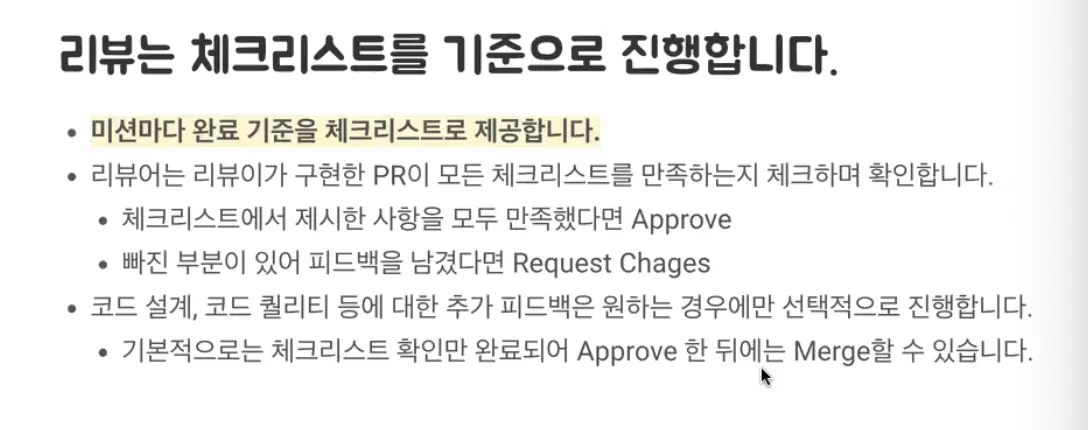 리뷰는 체크리스트를 기준으로 진행합니다.
• 미션마다 완료 기준을 체크리스트로 제공합니다.
• 리뷰어는 리뷰이가 구현한 PR이 모든 체크리스트를 만족하는지 체크하며 확인합니다.
• 체크리스트에서 제시한 사항을 모두 만족했다면 Approve
• 빠진 부분이 있어 피드백을 남겼다면 Request Chages
• 코드 설계, 코드 퀄리티 등에 대한 추가 피드백은 원하는 경우에만 선택적으로 진행합니다.
• 기본적으로는 체크리스트 확인만 완료되어 Approve 한 뒤에는 Merge할 수 있습니다.